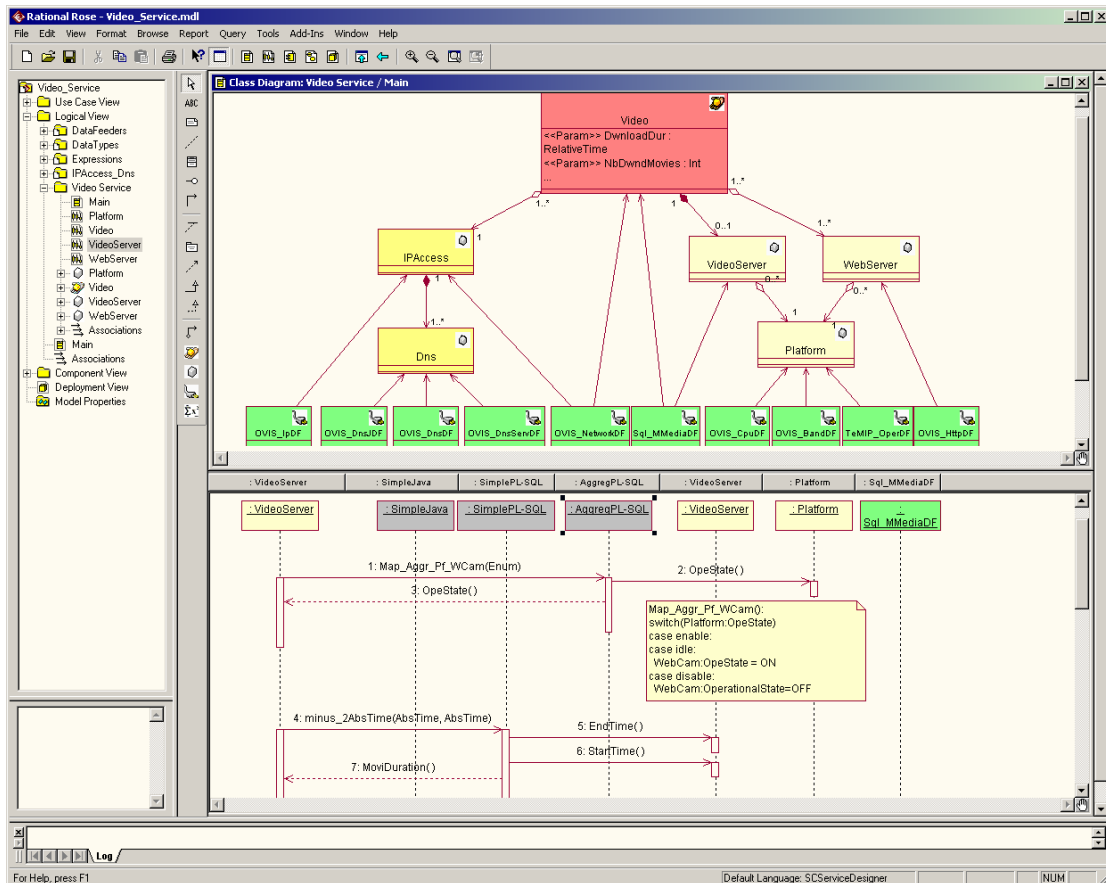 Rational Rose - Video_Service.mdl
File Edit View Format Browse Report Query Tools Add-Ins Window Help
Video_Service
Use Case View
Logical View
DataFeeders
DataTypes
Expressions
IPAccess_Dns
Video Service
Main
Platform
Video
VideoServer
WebServer
Platform
Video
VideoServer
WebServer
Associations
Main
Associations
Component View
Deployment View
Model Properties
ABC
Σx²
Class Diagram: Video Service / Main
Video
<<Param>> DwnloadDur :
RelativeTime
<<Param>> NbDwndMovies : Int
...
1..*
1
1..*
1
0..1
1..*
IPAccess
VideoServer
WebServer
1
0..*
0..*
1..*
1
1
Dns
Platform
OVIS_IpDF
OVIS_DnsJDF
OVIS_DnsDF
OVIS_DnsServDF
OVIS_NetworkDF
Sql_MMediaDF
OVIS_CpuDF
OVIS_BandDF
TeMIP_OperDF
OVIS_HttpDF
: VideoServer
: SimpleJava
: SimplePL-SQL
: AggregPL-SQL
: VideoServer
: Platform
: Sql_MMediaDF
: VideoServer
: SimpleJava
: SimplePL-SQL
: AggregPL-SQL
: VideoServer
: Platform
:
Sql_MMediaDF
1: Map_Aggr_Pf_WCam(Enum)
2: OpeState()
3: OpeState()
Map_Aggr_Pf_WCam():
switch(Platform:OpeState)
case enable:
case idle:
WebCam:OpeState = ON
case disable:
WebCam:OperationalState=OFF
4: minus_2AbsTime(AbsTime, AbsTime)
5: EndTime()
6: StartTime()
7: MoviDuration()
Log
For Help, press F1
Default Language: SCServiceDesigner
NUM